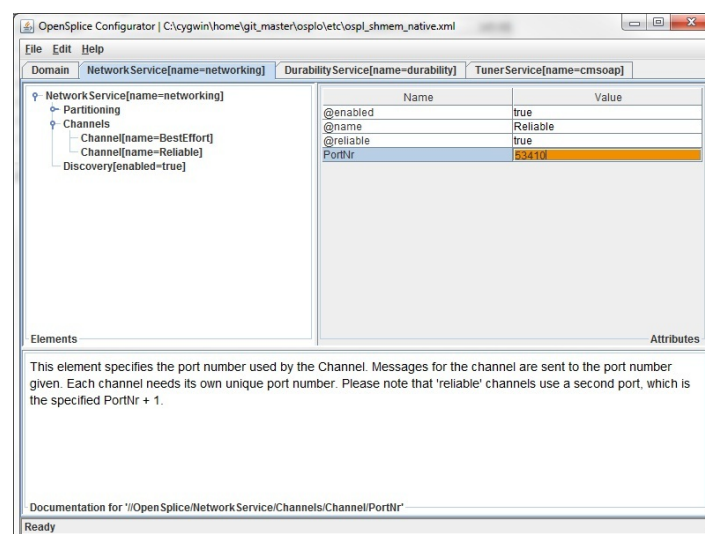 OpenSplice Configurator | C:\cygwin\home\git_master\osplo\etc\ospl_shmem_native.xml
File Edit Help
Domain NetworkService[name=networking] DurabilityService[name=durability] TunerService[name=cmsoap]
NetworkService[name=networking]
Partitioning
Channels
Channel[name=BestEffort]
Channel[name=Reliable]
Discovery[enabled=true]
Elements
Name Value
@enabled true
@name Reliable
@reliable true
PortNr 53410
Attributes
This element specifies the port number used by the Channel. Messages for the channel are sent to the port number
given. Each channel needs its own unique port number. Please note that 'reliable' channels use a second port, which is
the specified PortNr + 1.
Documentation for '//OpenSplice/NetworkService/Channels/Channel/PortNr'
Ready